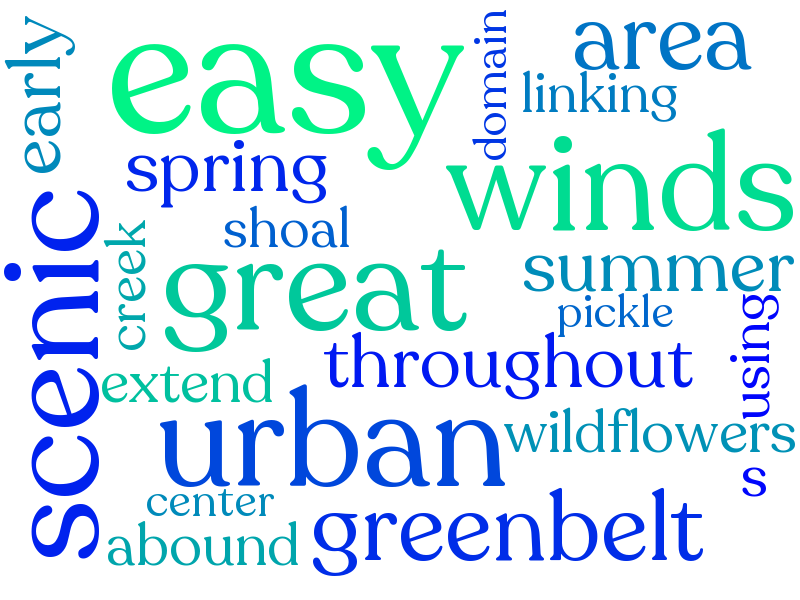 early
easy
domain
area
linking
spring
winds
scenic
creek
shoal
great
summer
pickle
using
throughout
extend
urban
wildflowers
s
center
greenbelt
abound